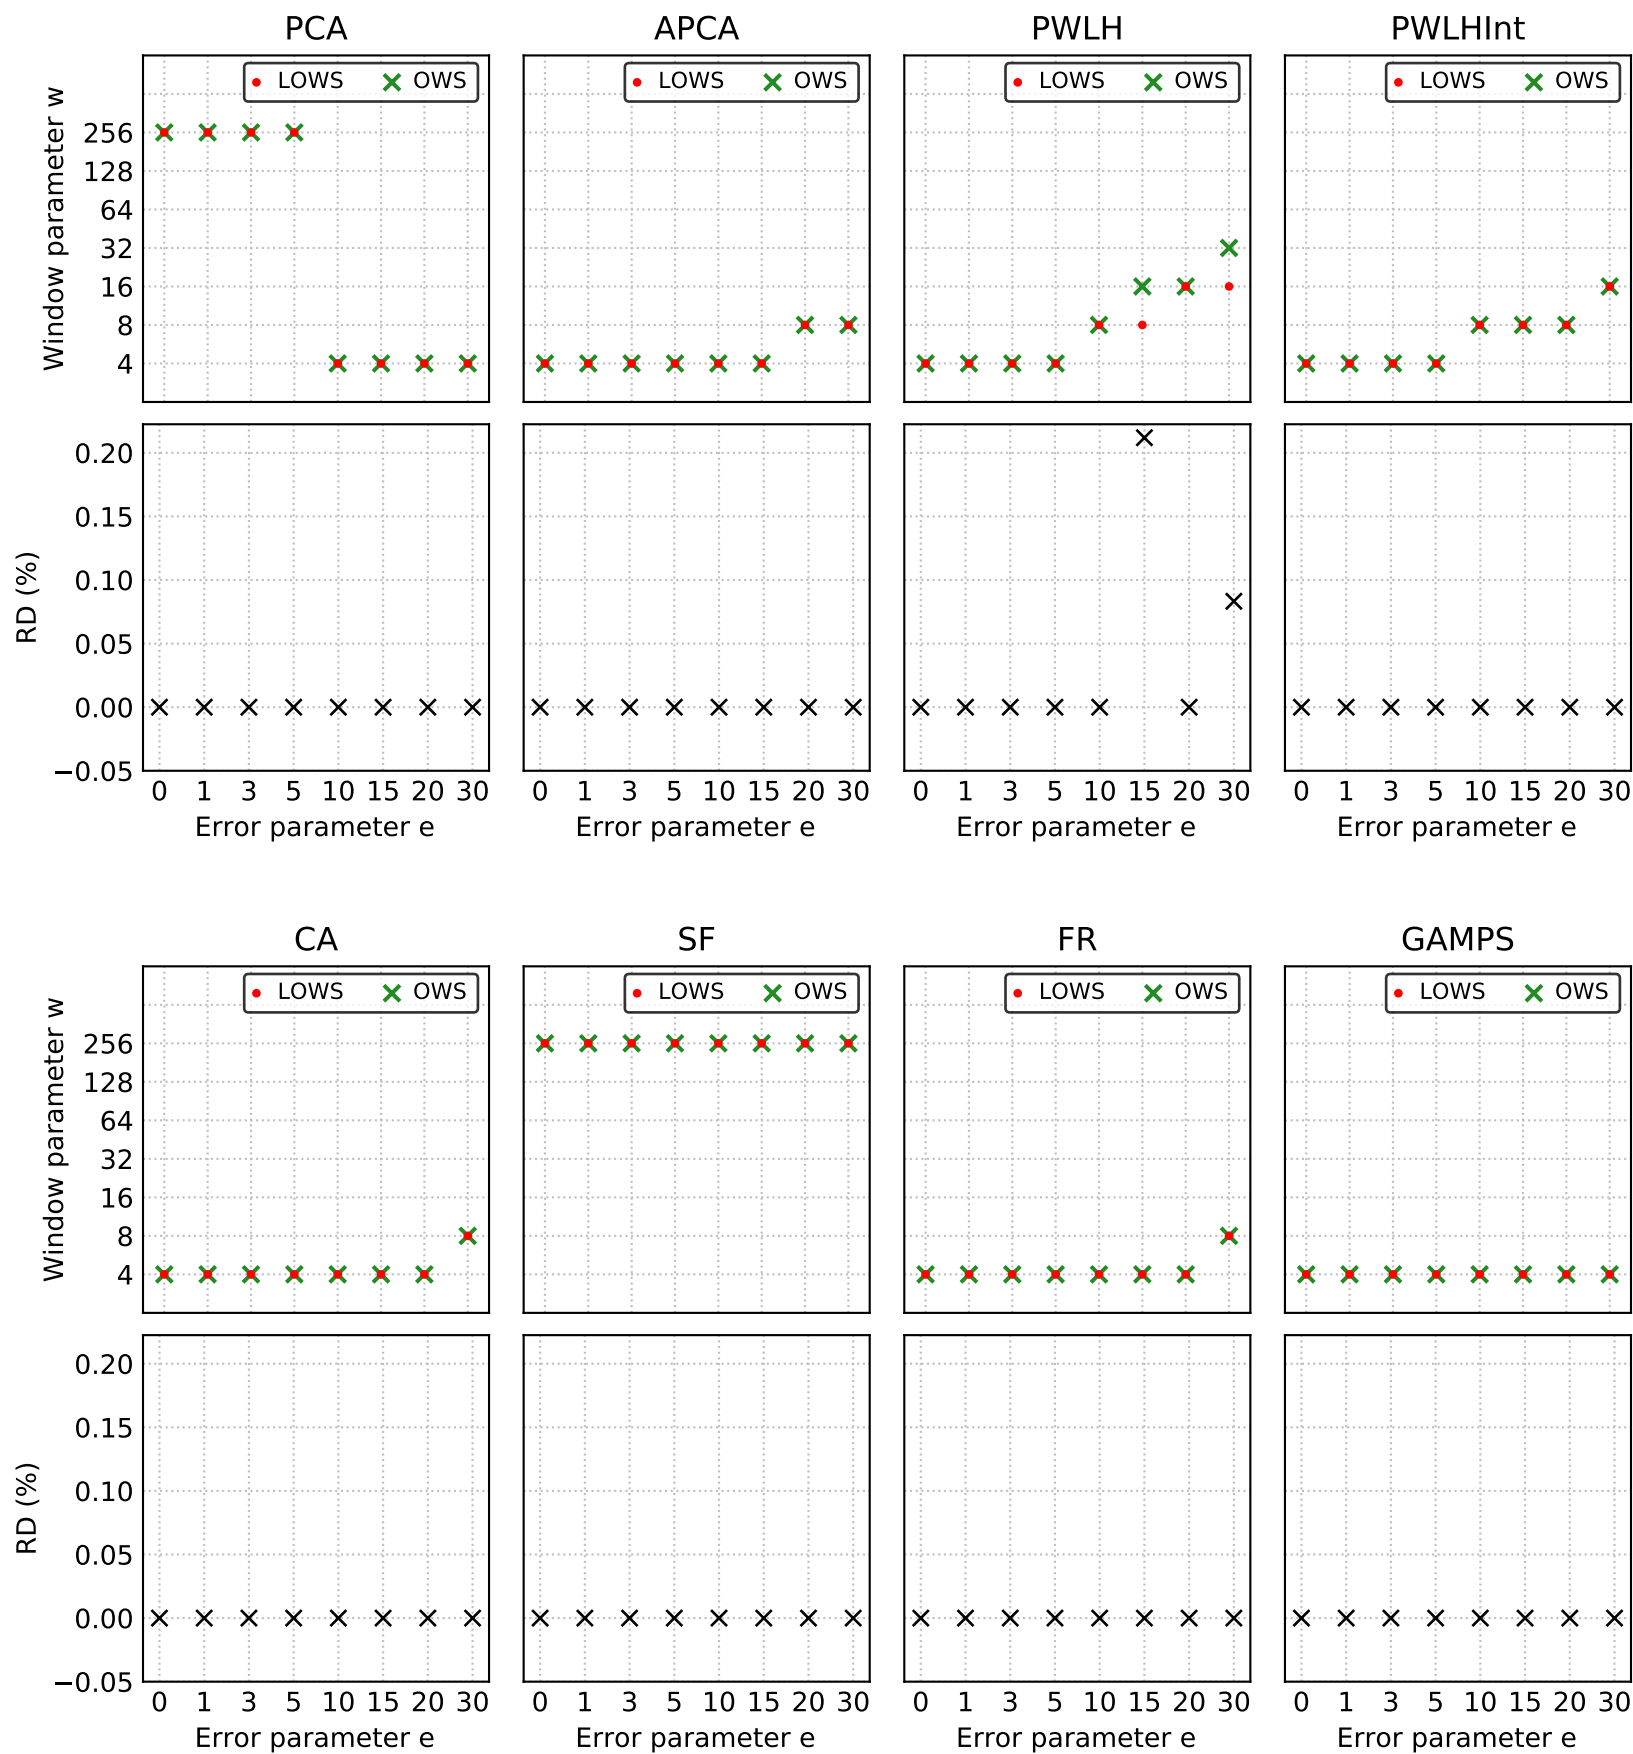 PCA APCA PWLH PWLHInt
LOWS OWS LOWS OWS LOWS OWS LOWS OWS
Window parameter w
256
128
64
32
16
8
4
RD (%)
0.20
0.15
0.10
0.05
0.00
−0.05
0 1 3 5 10 15 20 30 0 1 3 5 10 15 20 30 0 1 3 5 10 15 20 30 0 1 3 5 10 15 20 30
Error parameter e Error parameter e Error parameter e Error parameter e
CA SF FR GAMPS
LOWS OWS LOWS OWS LOWS OWS LOWS OWS
Window parameter w
256
128
64
32
16
8
4
RD (%)
0.20
0.15
0.10
0.05
0.00
−0.05
0 1 3 5 10 15 20 30 0 1 3 5 10 15 20 30 0 1 3 5 10 15 20 30 0 1 3 5 10 15 20 30
Error parameter e Error parameter e Error parameter e Error parameter e